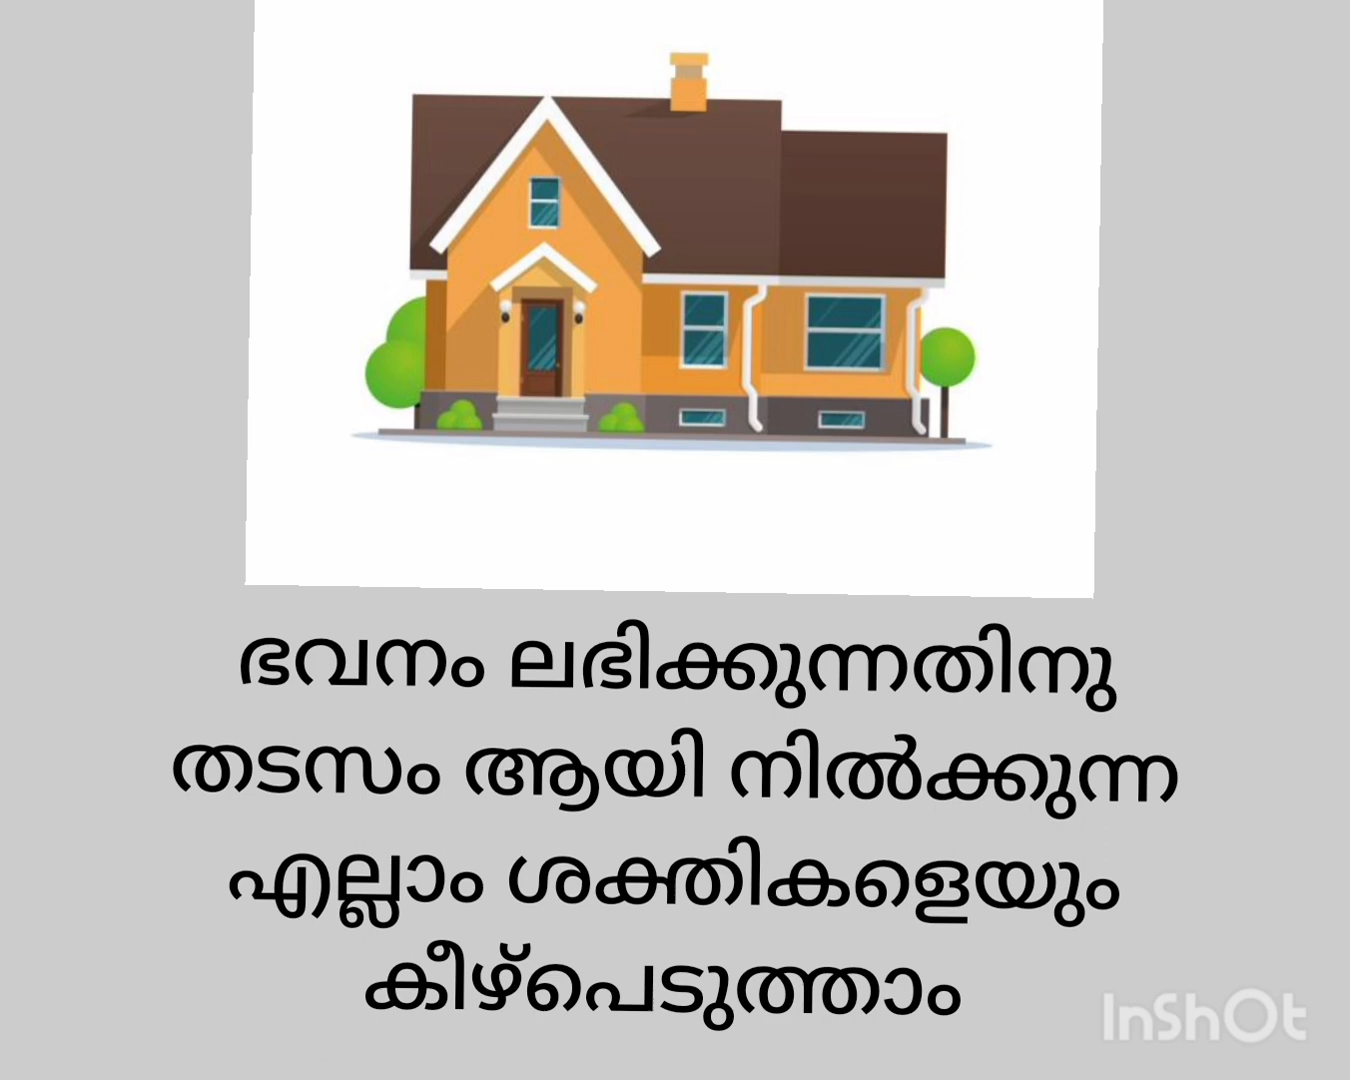 ഭവനം ലഭിക്കുന്നതിനു
തടസം ആയി നിൽക്കുന്ന
എല്ലാം ശക്തികളെയും
കീഴ്പെടുത്താം
InShOt